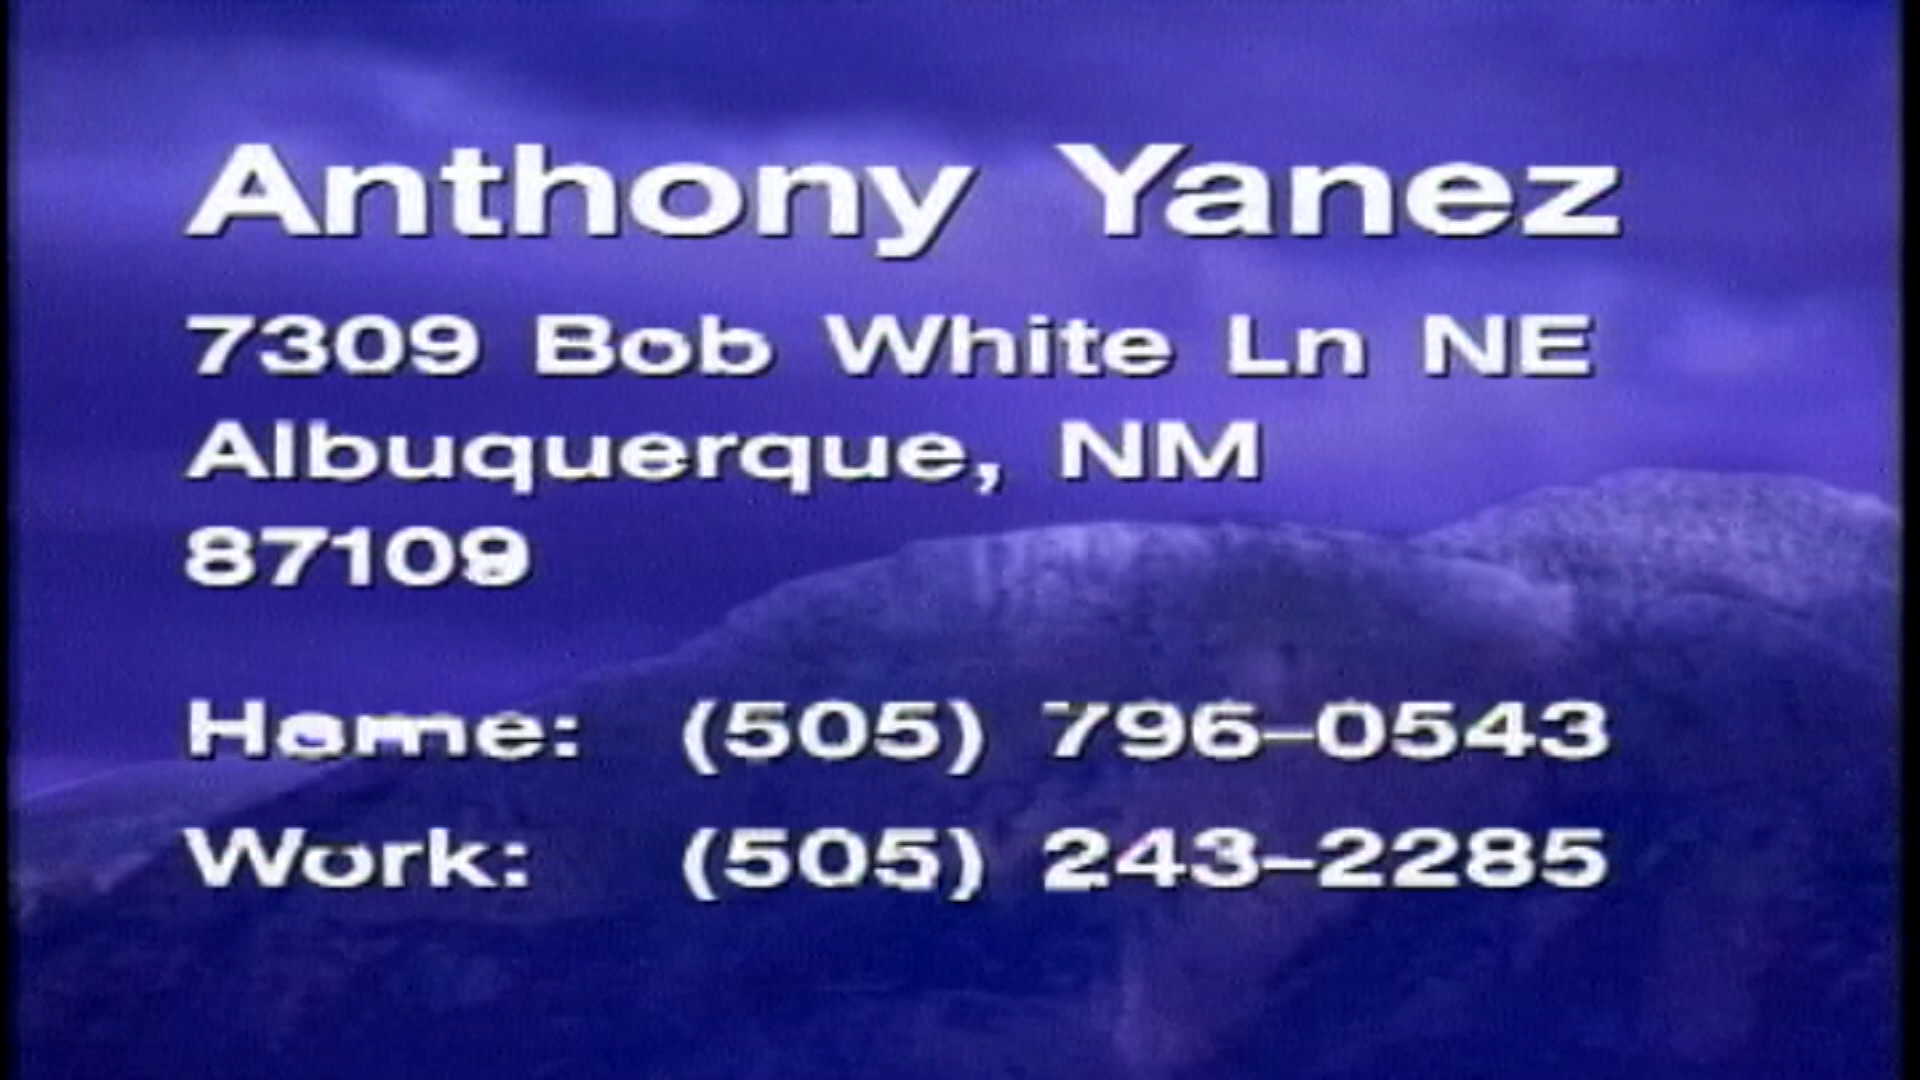 Anthony Yanez
7309 Bob White Ln NE
Albuquerque, NM
87109
Home: (505) 796-0543
Work: (505) 243-2285